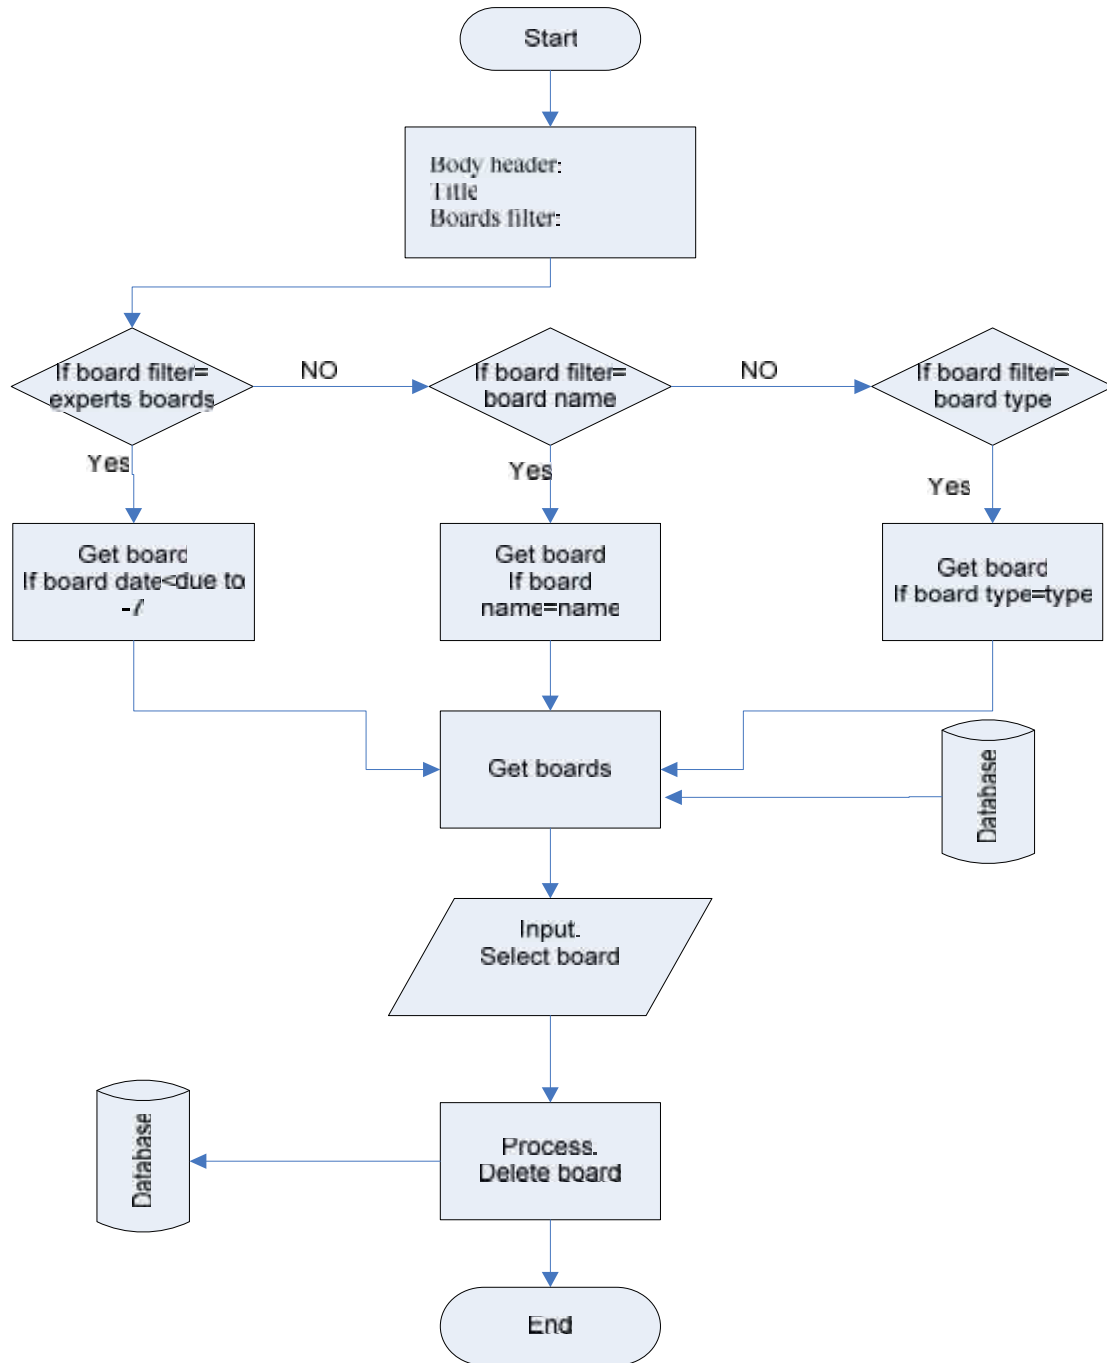 Start
Body header:
Title
Boards filter:
If board filter=
experts boards
NO
If board filter=
board name
NO
If board filter=
board type
Yes
Yes
Yes
Get board
If board date<due to
Get board
If board
name=name
Get board
If board type=type
Get boards
Database
Input.
Select board
Process.
Delete board
Database
End